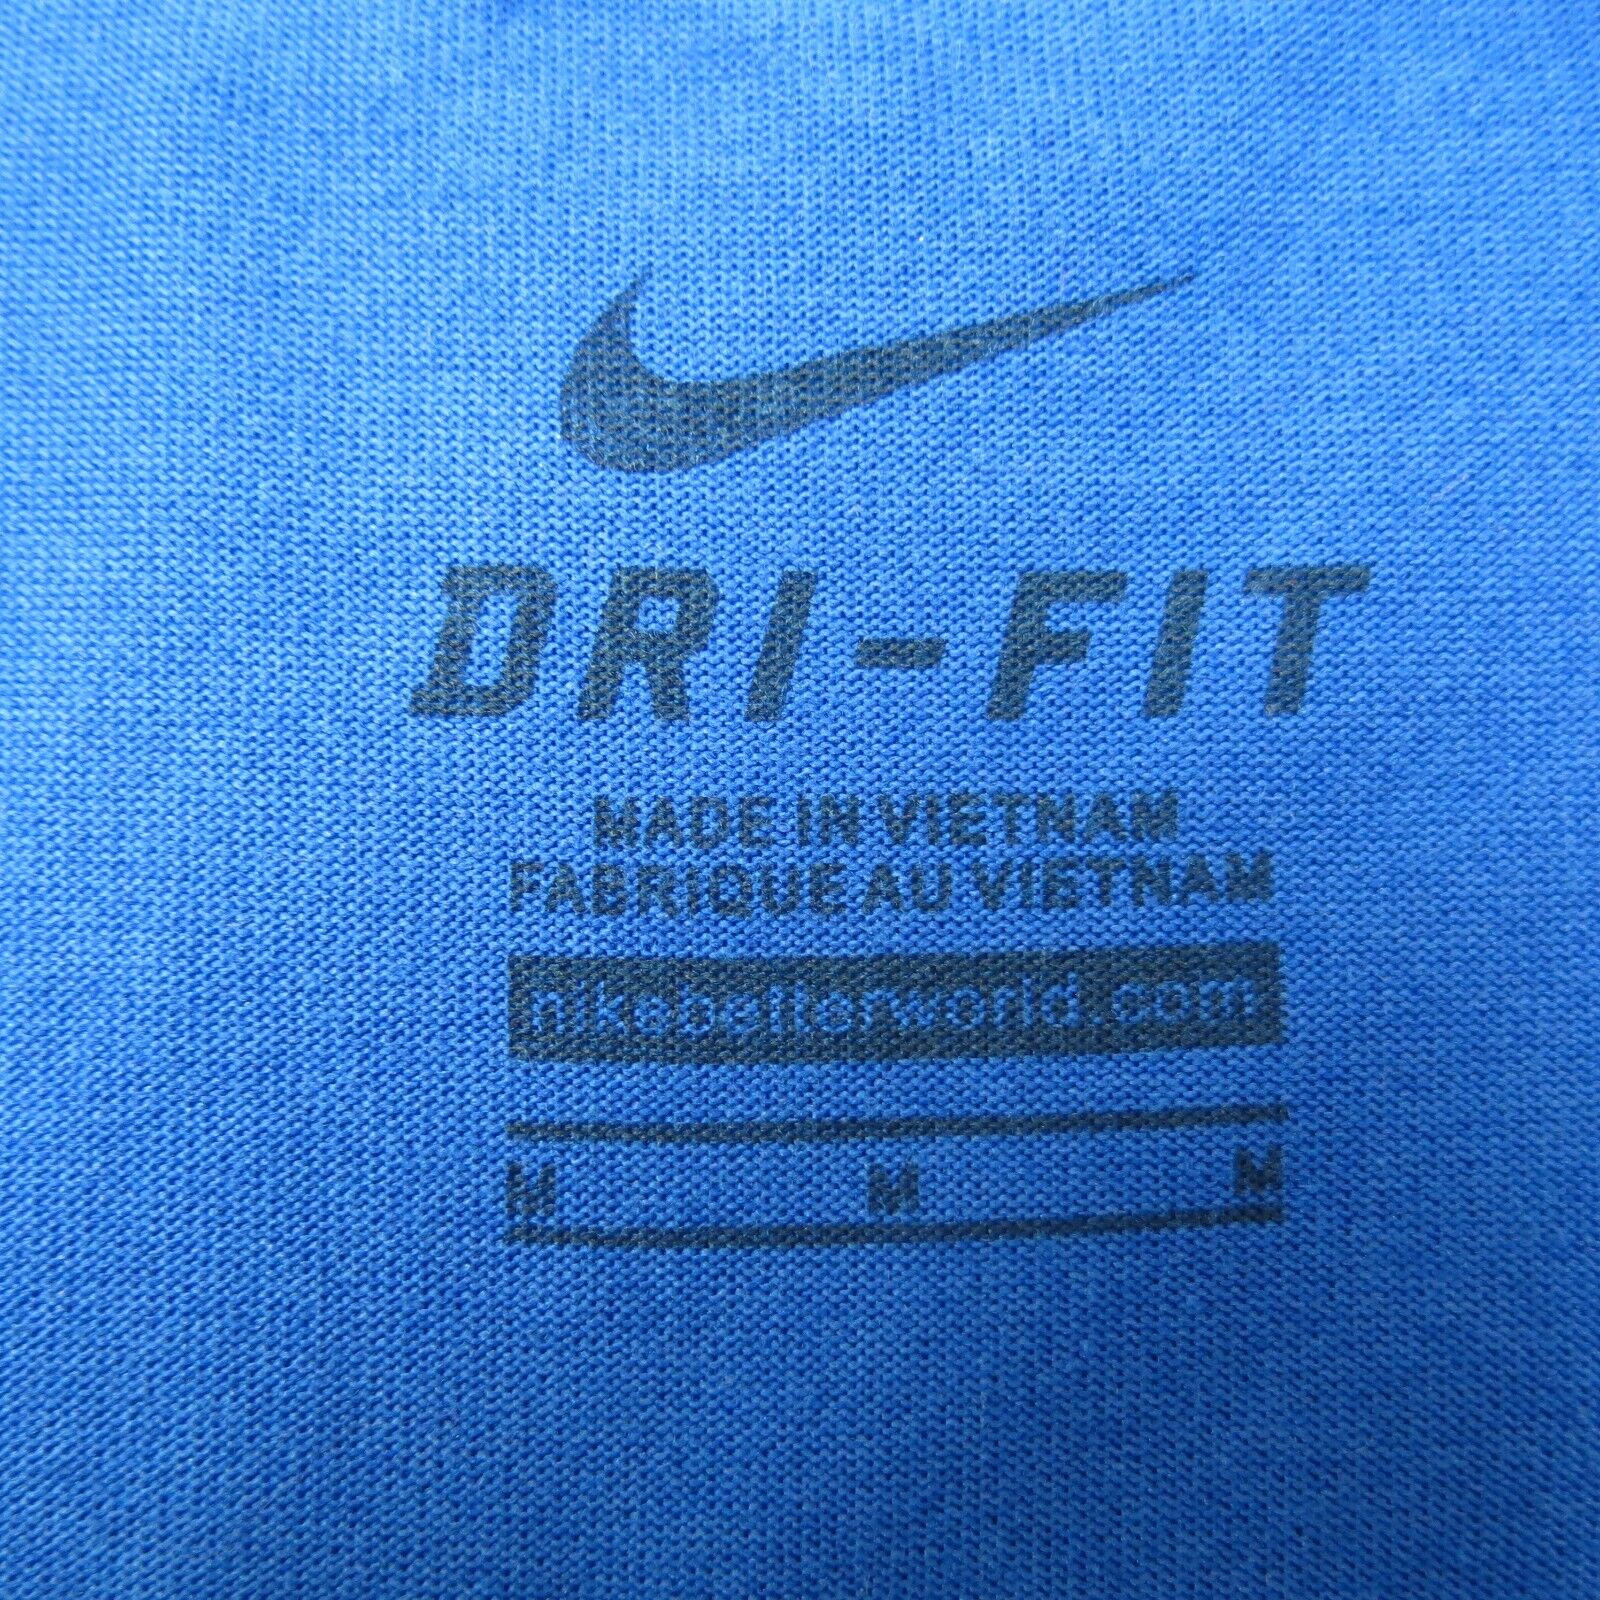 DRI-FIT
MADE IN VIETNAM
FABRIQUE AU VIETNAM
nikebetterworld.com
M M M